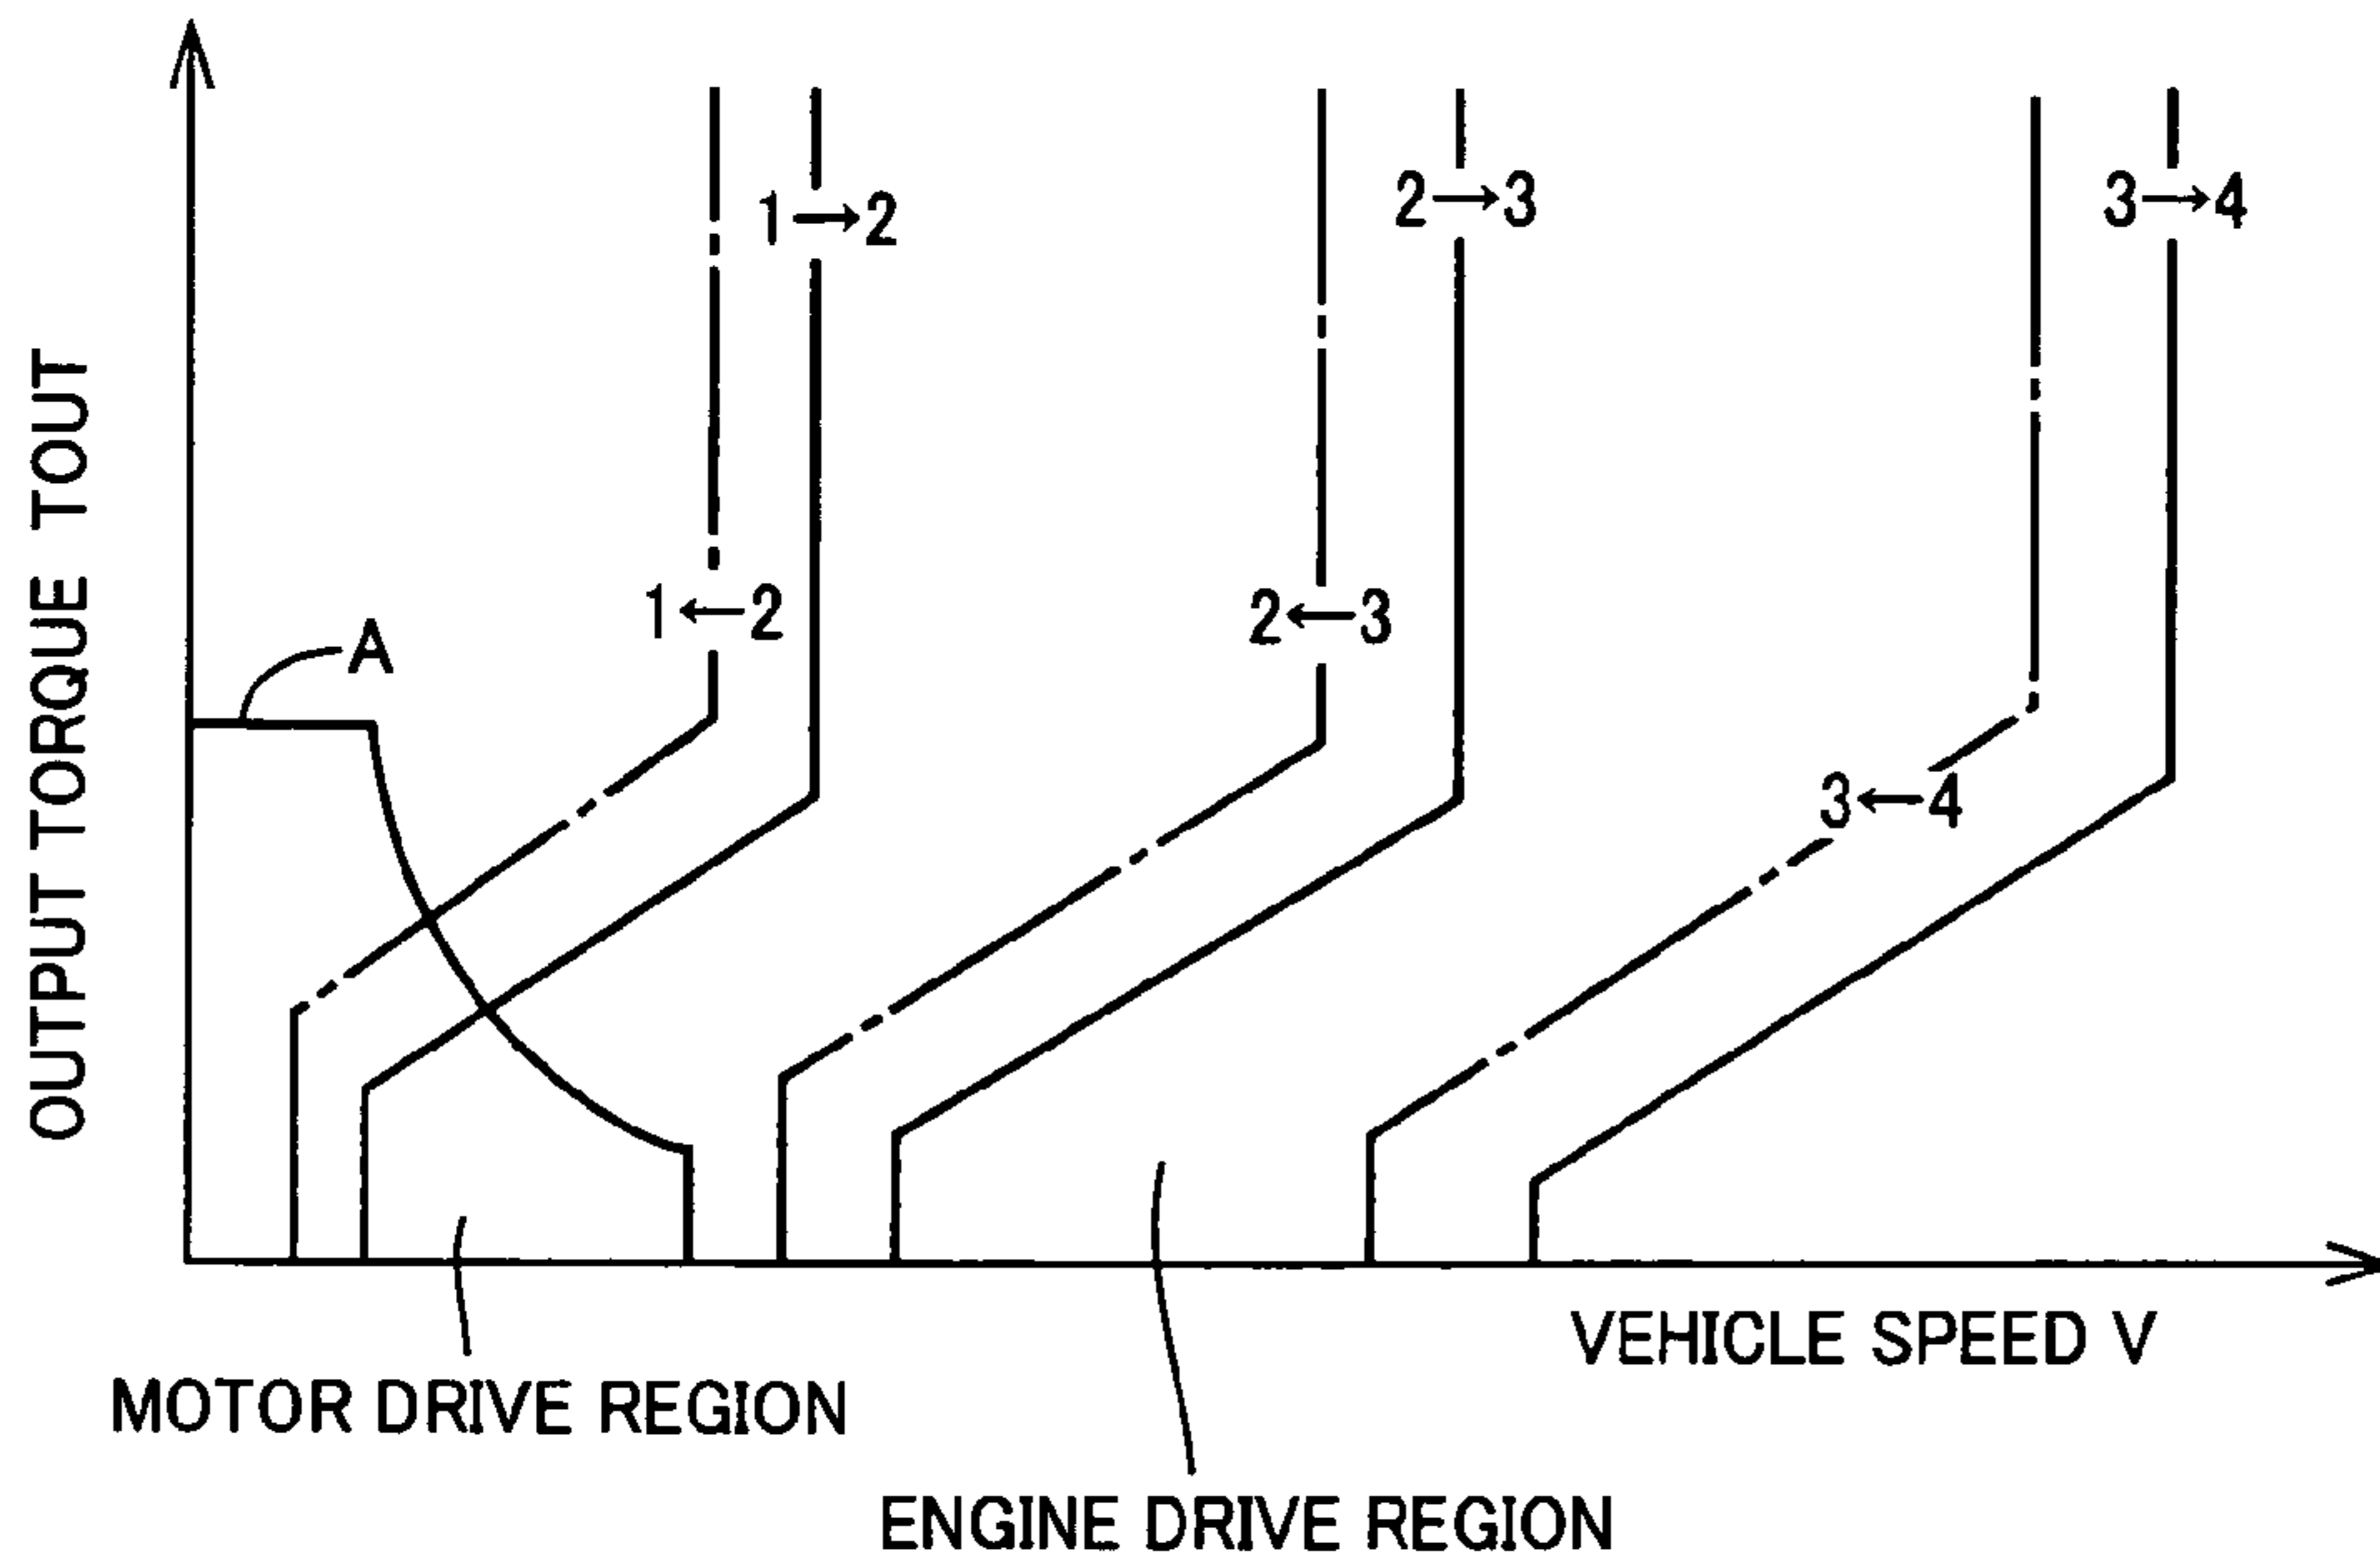 OUTPUT TORQUE TOUT
1→2
2→3
3→4
1←2
2←3
A
3←4
VEHICLE SPEED V
MOTOR DRIVE REGION
ENGINE DRIVE REGION